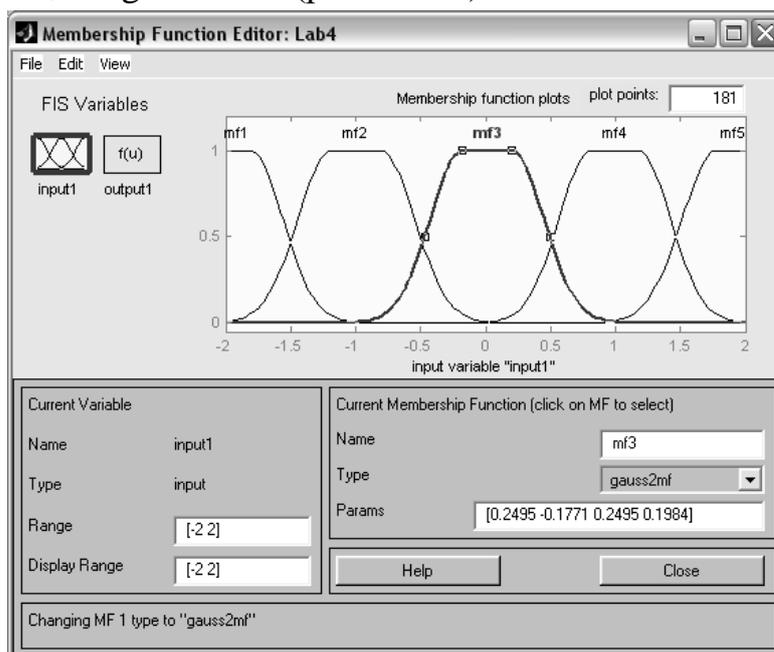 Membership Function Editor: Lab4
File Edit View
FIS Variables
Membership function plots plot points: 181
mf1 mf2 mf3 mf4 mf5
f(u)
input1 output1
1
0.5
0
-2 -1.5 -1 -0.5 0 0.5 1 1.5 2
input variable "input1"
Current Variable
Name input1
Type input
Range [-2 2]
Display Range [-2 2]
Current Membership Function (click on MF to select)
Name mf3
Type gauss2mf
Params [0.2495 -0.1771 0.2495 0.1984]
Help Close
Changing MF 1 type to "gauss2mf"